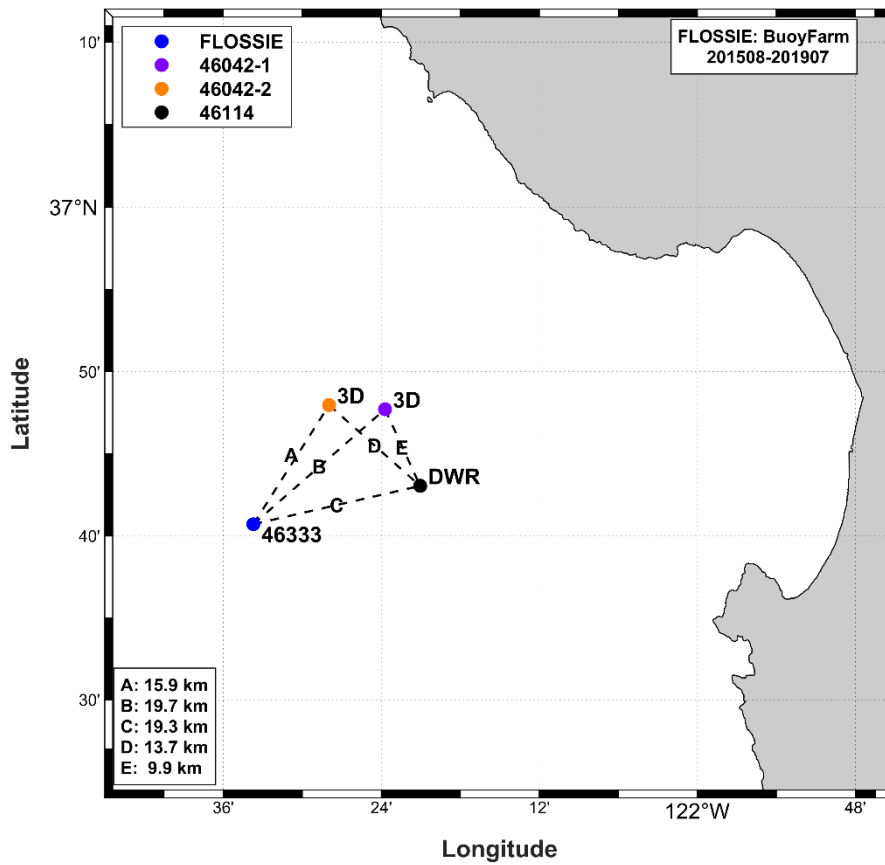 FLOSSIE
46042-1
46042-2
46114
FLOSSIE: BuoyFarm
201508-201907
10'
37°N
50'
40'
30'
Latitude
3D
3D
DWR
46333
A
B
C
D
E
A: 15.9 km
B: 19.7 km
C: 19.3 km
D: 13.7 km
E: 9.9 km
36'
24'
12'
122°W
48'
Longitude